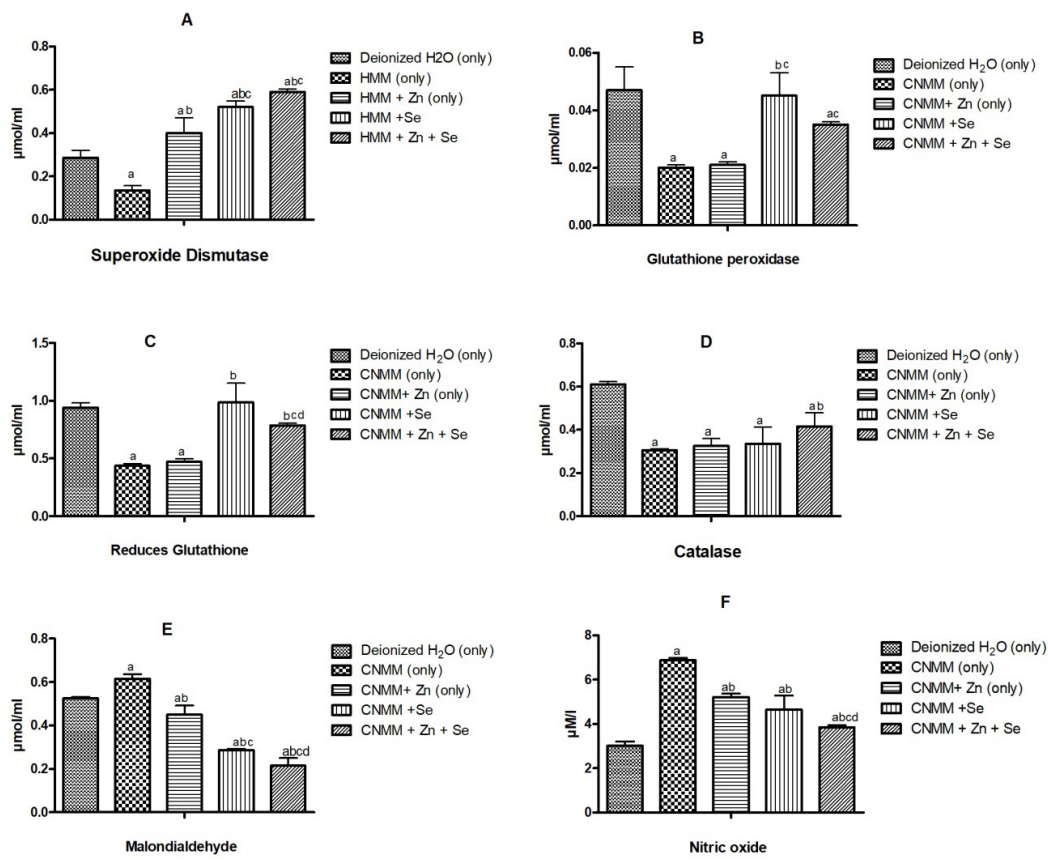 A
0.8
0.6
0.4
0.2
0.0
µmol/ml
a
ab
abc
abc
Superoxide Dismutase
Deionized H2O (only)
HMM (only)
HMM + Zn (only)
HMM +Se
HMM + Zn + Se
B
0.06
0.04
0.02
0.00
µmol/ml
a
a
bc
ac
Glutathione peroxidase
Deionized H₂O (only)
CNMM (only)
CNMM+ Zn (only)
CNMM +Se
CNMM + Zn + Se
C
1.5
1.0
0.5
0.0
µmol/ml
a
a
b
bcd
Reduces Glutathione
Deionized H₂O (only)
CNMM (only)
CNMM+ Zn (only)
CNMM +Se
CNMM + Zn + Se
D
0.8
0.6
0.4
0.2
0.0
µmol/ml
a
a
a
ab
Catalase
Deionized H₂O (only)
CNMM (only)
CNMM+ Zn (only)
CNMM +Se
CNMM + Zn + Se
E
0.8
0.6
0.4
0.2
0.0
µmol/ml
a
ab
abc
abcd
Malondialdehyde
Deionized H₂O (only)
CNMM (only)
CNMM+ Zn (only)
CNMM +Se
CNMM + Zn + Se
F
8
6
4
2
0
µM/l
a
ab
ab
abcd
Nitric oxide
Deionized H₂O (only)
CNMM (only)
CNMM+ Zn (only)
CNMM +Se
CNMM + Zn + Se